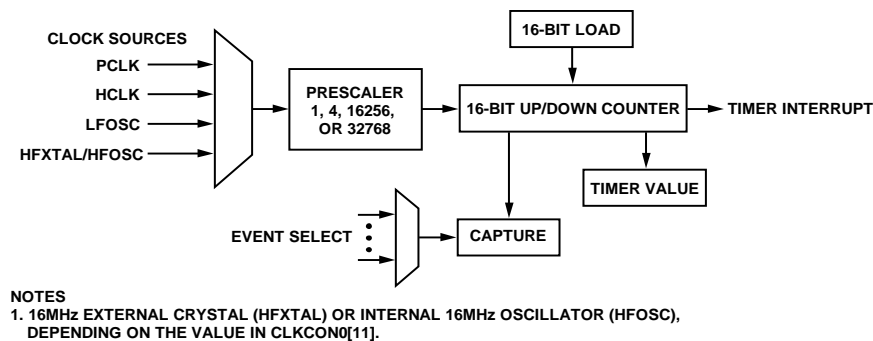 16-BIT LOAD
CLOCK SOURCES
PCLK
HCLK
LFOSC
HFXTAL/HFOSC
PRESCALER
1, 4, 16256,
OR 32768
16-BIT UP/DOWN COUNTER
TIMER INTERRUPT
TIMER VALUE
EVENT SELECT
CAPTURE
NOTES
1. 16MHz EXTERNAL CRYSTAL (HFXTAL) OR INTERNAL 16MHz OSCILLATOR (HFOSC),
DEPENDING ON THE VALUE IN CLKCON0[11].